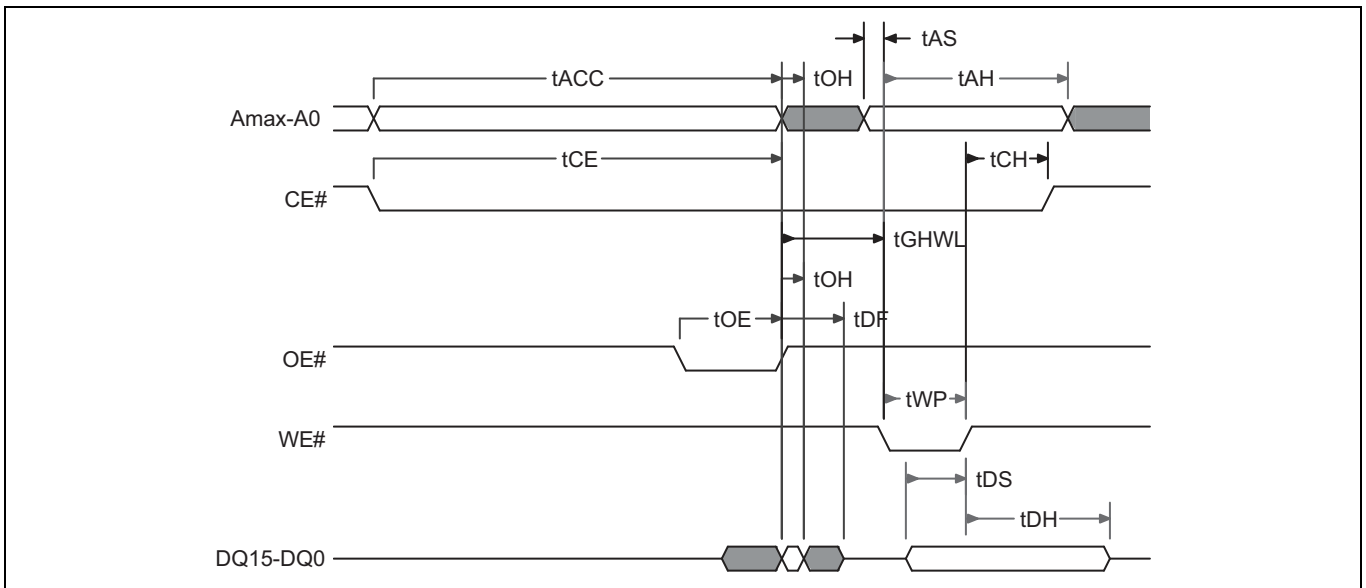 tAS
tACC
tOH
tAH
Amax-A0
tCE
tCH
CE#
tGHWL
tOH
tOE
tDF
OE#
tWP
WE#
tDS
tDH
DQ15-DQ0